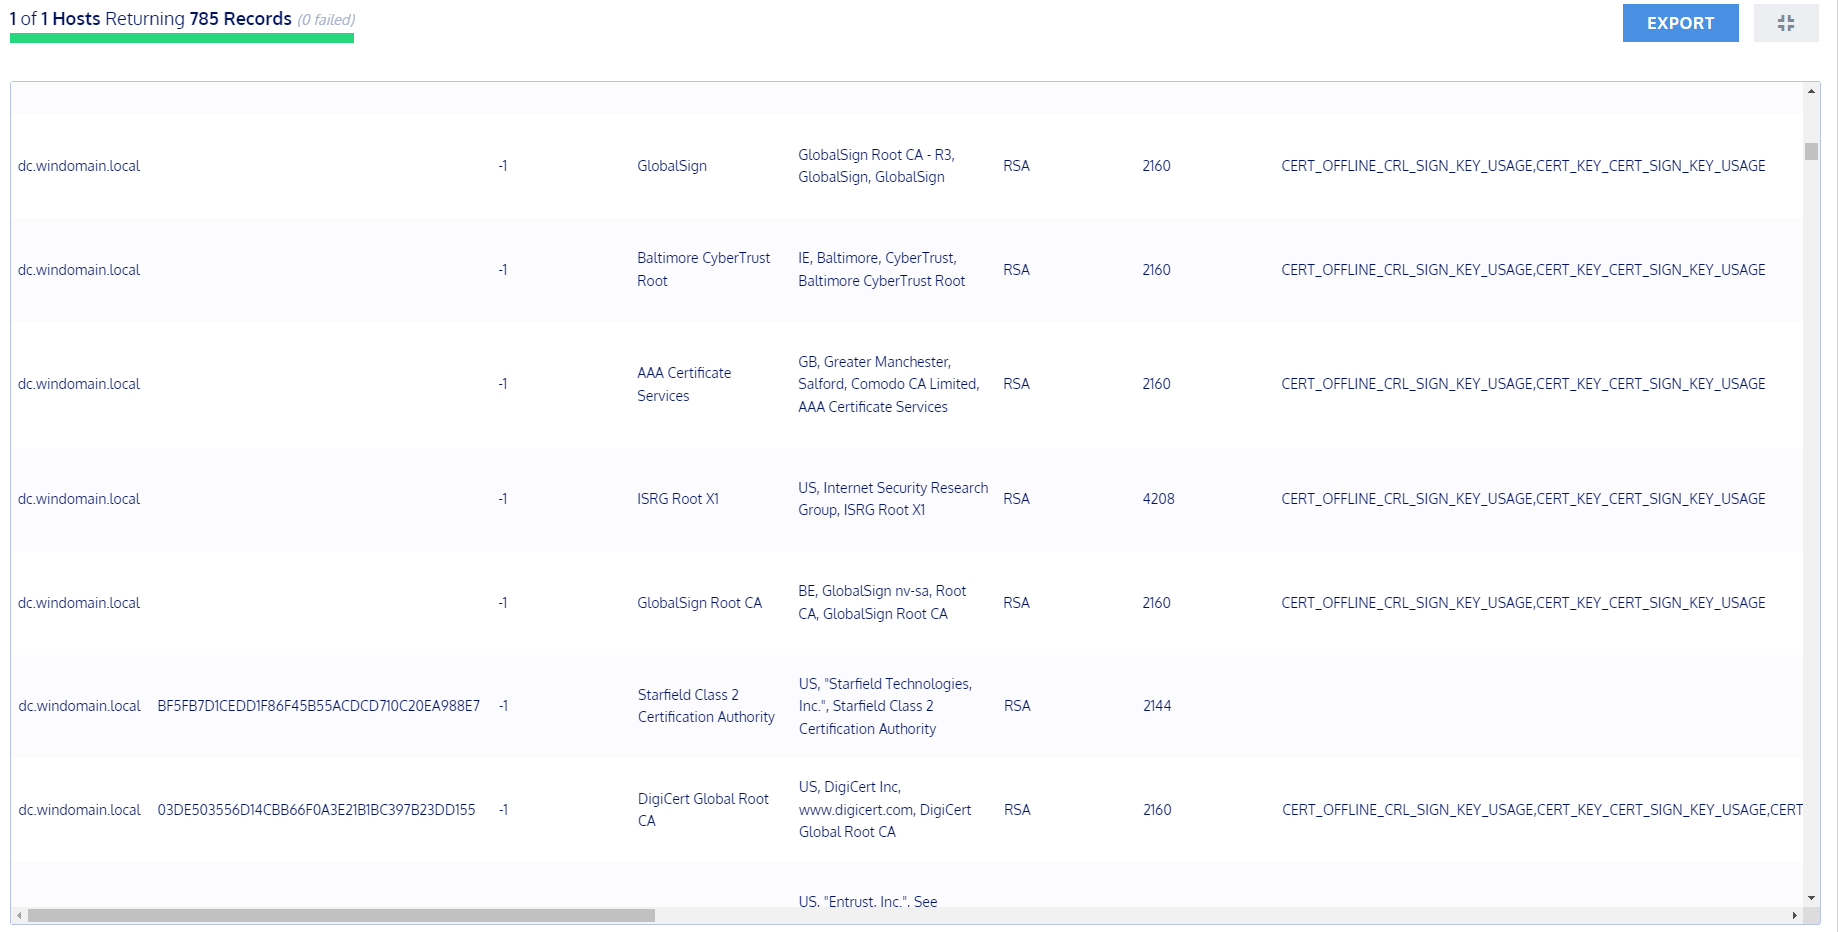 1 of 1 Hosts Returning 785 Records (0 failed)
EXPORT
dc.windomain.local -1 GlobalSign GlobalSign Root CA - R3, RSA 2160 CERT_OFFLINE_CRL_SIGN_KEY_USAGE,CERT_KEY_CERT_SIGN_KEY_USAGE
GlobalSign, GlobalSign
dc.windomain.local -1 Baltimore CyberTrust IE, Baltimore, CyberTrust, RSA 2160 CERT_OFFLINE_CRL_SIGN_KEY_USAGE,CERT_KEY_CERT_SIGN_KEY_USAGE
Root Baltimore CyberTrust Root
GB, Greater Manchester,
dc.windomain.local -1 AAA Certificate Salford, Comodo CA Limited, RSA 2160 CERT_OFFLINE_CRL_SIGN_KEY_USAGE,CERT_KEY_CERT_SIGN_KEY_USAGE
Services AAA Certificate Services
dc.windomain.local -1 ISRG Root X1 US, Internet Security Research RSA 4208 CERT_OFFLINE_CRL_SIGN_KEY_USAGE,CERT_KEY_CERT_SIGN_KEY_USAGE
Group, ISRG Root X1
dc.windomain.local -1 GlobalSign Root CA BE, GlobalSign nv-sa, Root RSA 2160 CERT_OFFLINE_CRL_SIGN_KEY_USAGE,CERT_KEY_CERT_SIGN_KEY_USAGE
CA, GlobalSign Root CA
US, "Starfield Technologies,
dc.windomain.local BF5FB7D1CEDD1F86F45B55ACDCD710C20EA988E7 -1 Starfield Class 2 Inc.", Starfield Class 2 RSA 2144
Certification Authority Certification Authority
US, DigiCert Inc,
dc.windomain.local 03DE503556D14CBB66F0A3E21B1BC397B23DD155 -1 DigiCert Global Root www.digicert.com, DigiCert RSA 2160 CERT_OFFLINE_CRL_SIGN_KEY_USAGE,CERT_KEY_CERT_SIGN_KEY_USAGE,CERT
CA Global Root CA
US, "Entrust, Inc.", See